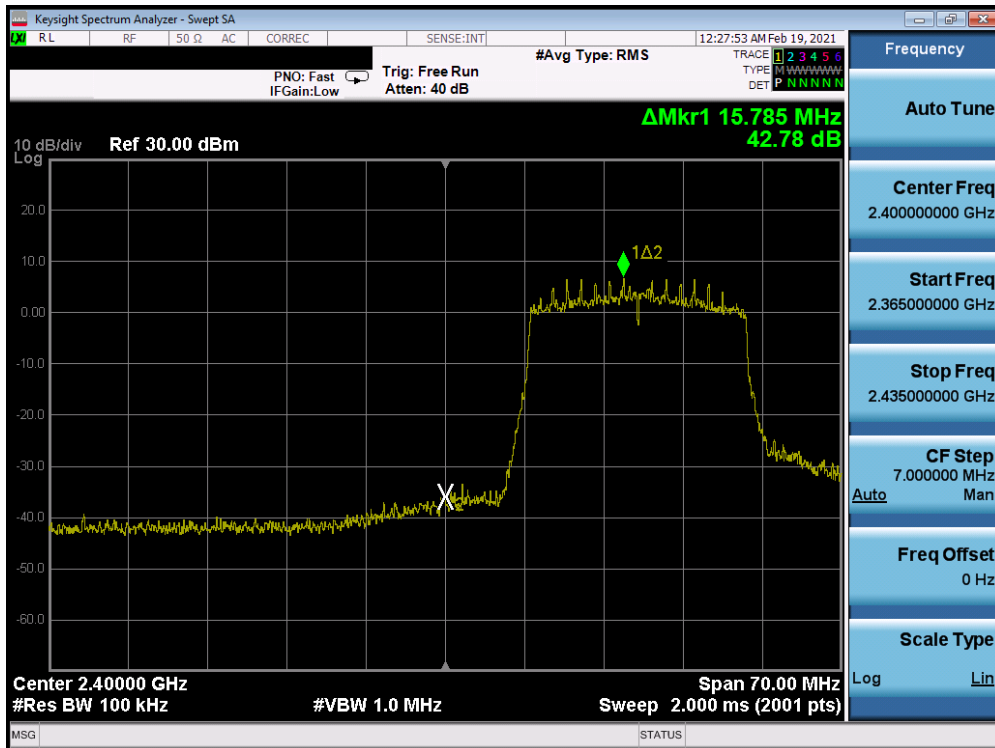 Keysight Spectrum Analyzer - Swept SA
LXI RL RF 50 Ω AC CORREC SENSE:INT 12:27:53 AM Feb 19, 2021
#Avg Type: RMS
TRACE 1 2 3 4 5 6
PNO: Fast Trig: Free Run
TYPE M WWWWW
IFGain:Low Atten: 40 dB
DET P N N N N N
ΔMkr1 15.785 MHz
42.78 dB
10 dB/div Ref 30.00 dBm
Log
20.0
10.0
0.00
-10.0
-20.0
-30.0
-40.0
-50.0
-60.0
1Δ2
X
Center 2.40000 GHz Span 70.00 MHz
#Res BW 100 kHz #VBW 1.0 MHz Sweep 2.000 ms (2001 pts)
MSG STATUS
Frequency
Auto Tune
Center Freq
2.400000000 GHz
Start Freq
2.365000000 GHz
Stop Freq
2.435000000 GHz
CF Step
7.000000 MHz
Auto Man
Freq Offset
0 Hz
Scale Type
Log Lin